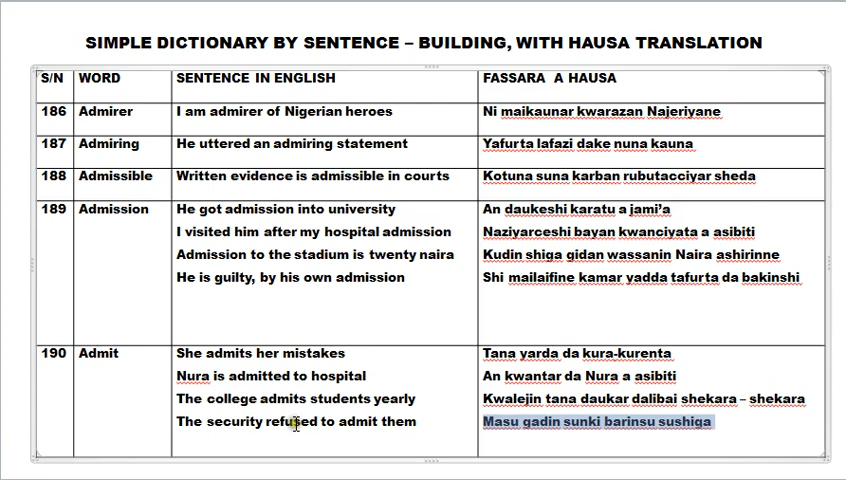 SIMPLE DICTIONARY BY SENTENCE – BUILDING, WITH HAUSA TRANSLATION
S/N WORD SENTENCE IN ENGLISH FASSARA A HAUSA
186 Admirer I am admirer of Nigerian heroes Ni maikaunar kwarazan Najeriyane
187 Admiring He uttered an admiring statement Yafurta lafazi dake nuna kauna
188 Admissible Written evidence is admissible in courts Kotuna suna karban rubutacciyar sheda
189 Admission He got admission into university An daukeshi karatu a jami’a
I visited him after my hospital admission Naziyarceshi bayan kwanciyata a asibiti
Admission to the stadium is twenty naira Kudin shiga gidan wassanin Naira ashirinne
He is guilty, by his own admission Shi mailaifine kamar yadda tafurta da bakinshi
190 Admit She admits her mistakes Tana yarda da kura-kurenta
Nura is admitted to hospital An kwantar da Nura a asibiti
The college admits students yearly Kwalejin tana daukar dalibai shekara – shekara
The security refused to admit them Masu gadin sunki barinsu sushiga